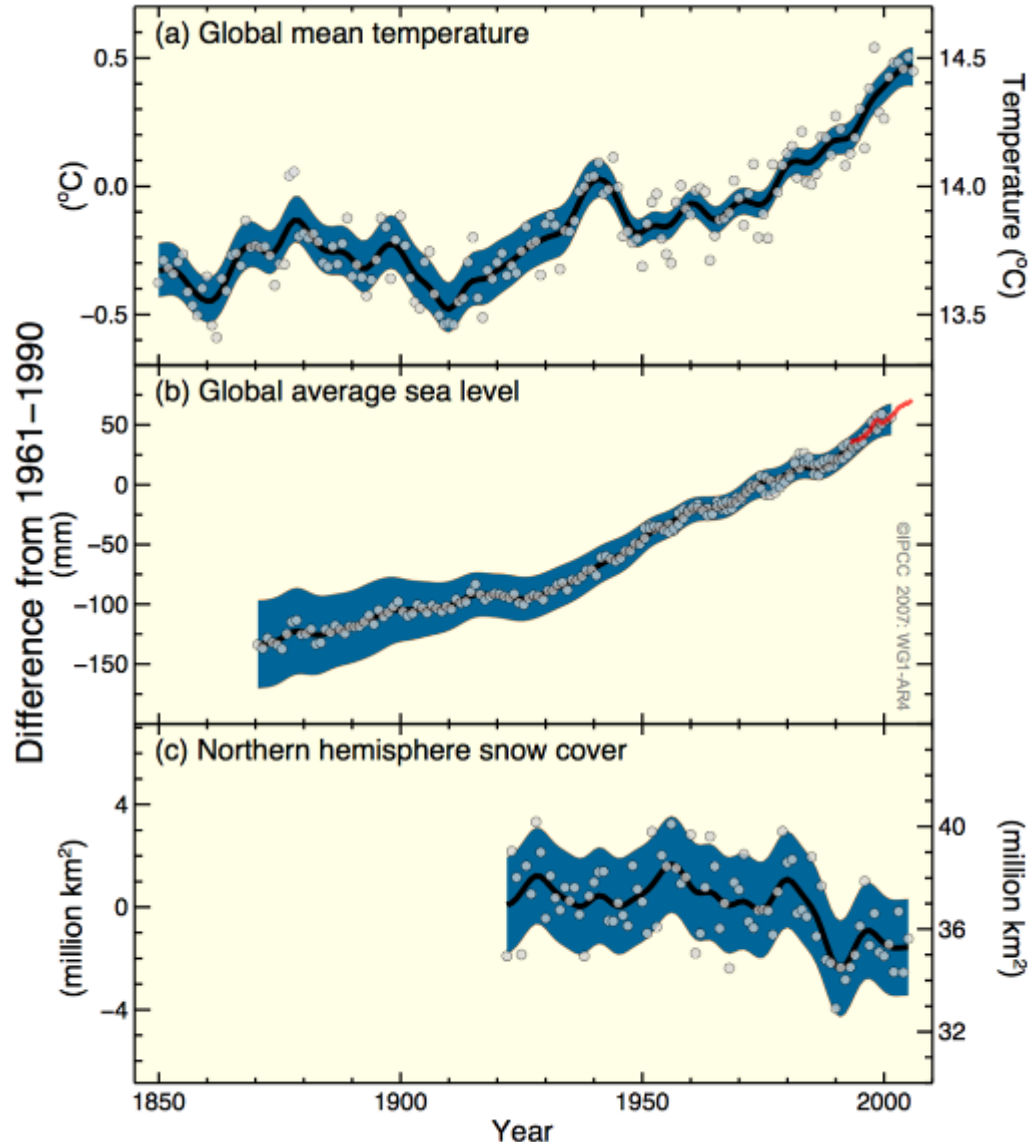 (a) Global mean temperature
0.5
0.0
−0.5
(°C)
14.5
14.0
13.5
Temperature (°C)
Difference from 1961−1990
(b) Global average sea level
50
0
−50
−100
−150
(mm)
©IPCC 2007: WG1-AR4
(c) Northern hemisphere snow cover
4
0
−4
(million km²)
40
36
32
(million km²)
1850
1900
1950
2000
Year